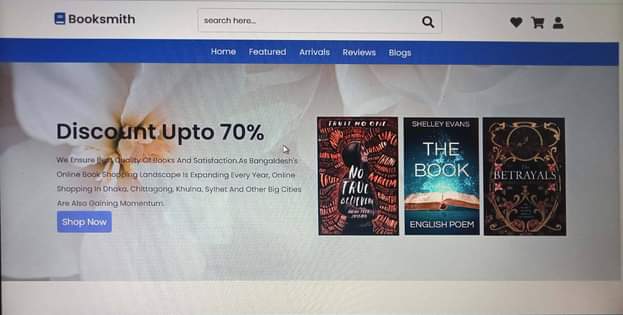 Booksmith
search here...
Home Featured Arrivals Reviews Blogs
Discount Upto 70%
We Ensure Best Quality Of Books And Satisfaction.As Bangaldesh's
Online Book Shopping Landscape Is Expanding Every Year, Online
Shopping In Dhaka, Chittagong, Khulna, Sylhet And Other Big Cities
Are Also Gaining Momentum.
Shop Now
TRUST NO ONE.
NO
TRUE
BELIEVER
SHELLEY EVANS
THE
BOOK
ENGLISH POEM
BETRAYALS